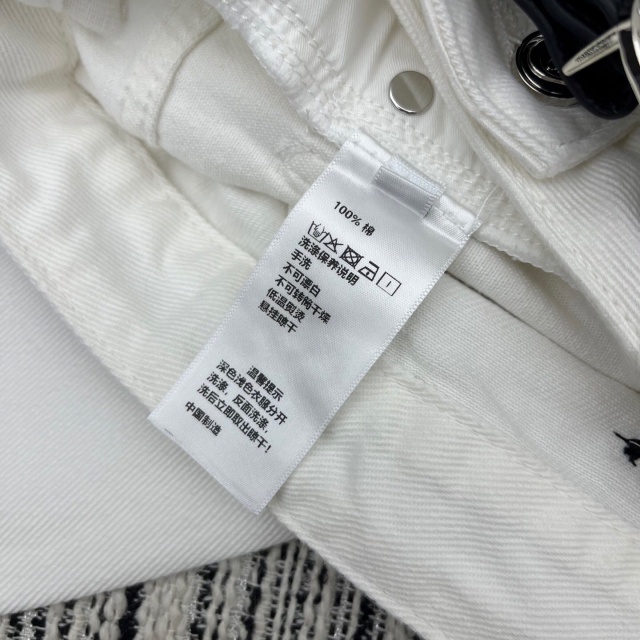 100% 棉
洗涤保养说明
手洗
不可漂白
不可转笼干燥
低温熨烫
悬挂晾干
温馨提示
深色浅色衣服分开
洗涤，反面洗涤，
洗后立即取出晾干！
中國制造